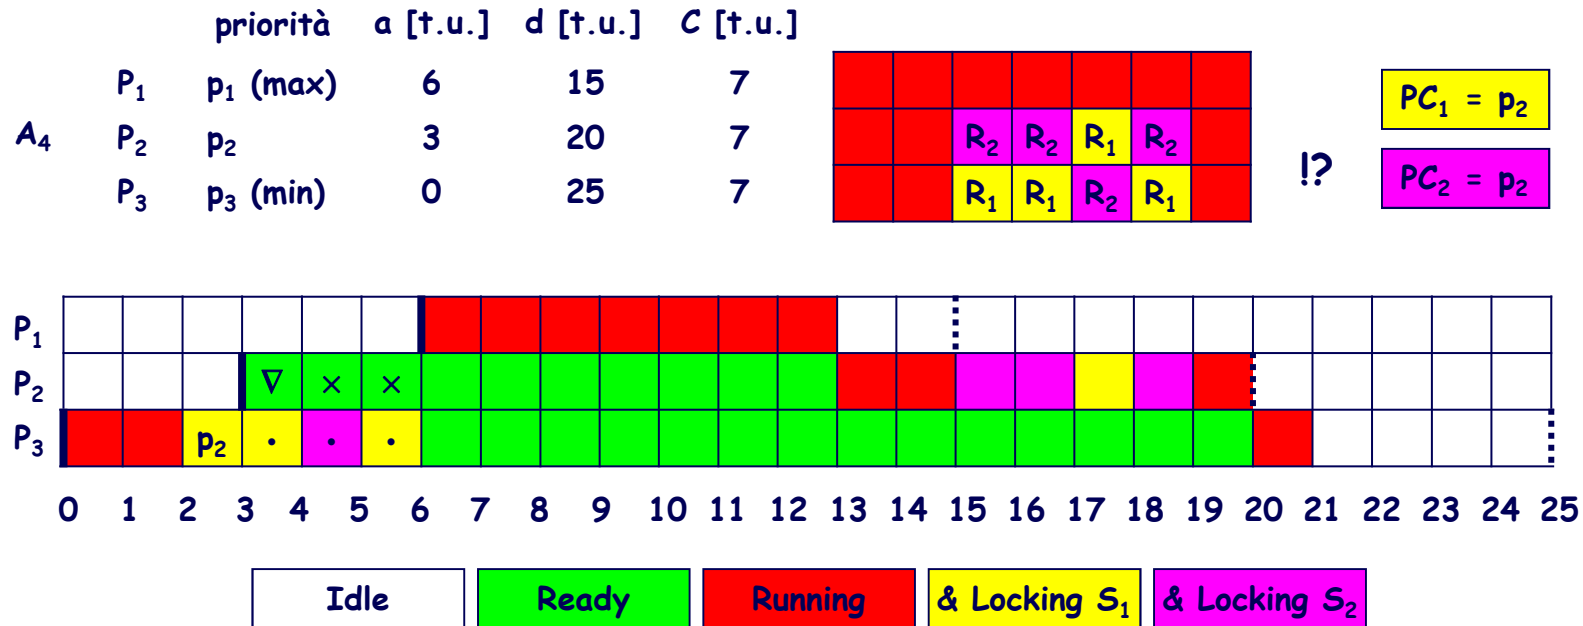 priorità a [t.u.] d [t.u.] C [t.u.]
P₁ p₁ (max) 6 15 7
PC₁ = p₂
A₄ P₂ p₂ 3 20 7 R₂ R₂ R₁ R₂
!? PC₂ = p₂
P₃ p₃ (min) 0 25 7 R₁ R₁ R₂ R₁
P₁
P₂ ∇ × ×
P₃ p₂ · · ·
0 1 2 3 4 5 6 7 8 9 10 11 12 13 14 15 16 17 18 19 20 21 22 23 24 25
Idle Ready Running & Locking S₁ & Locking S₂